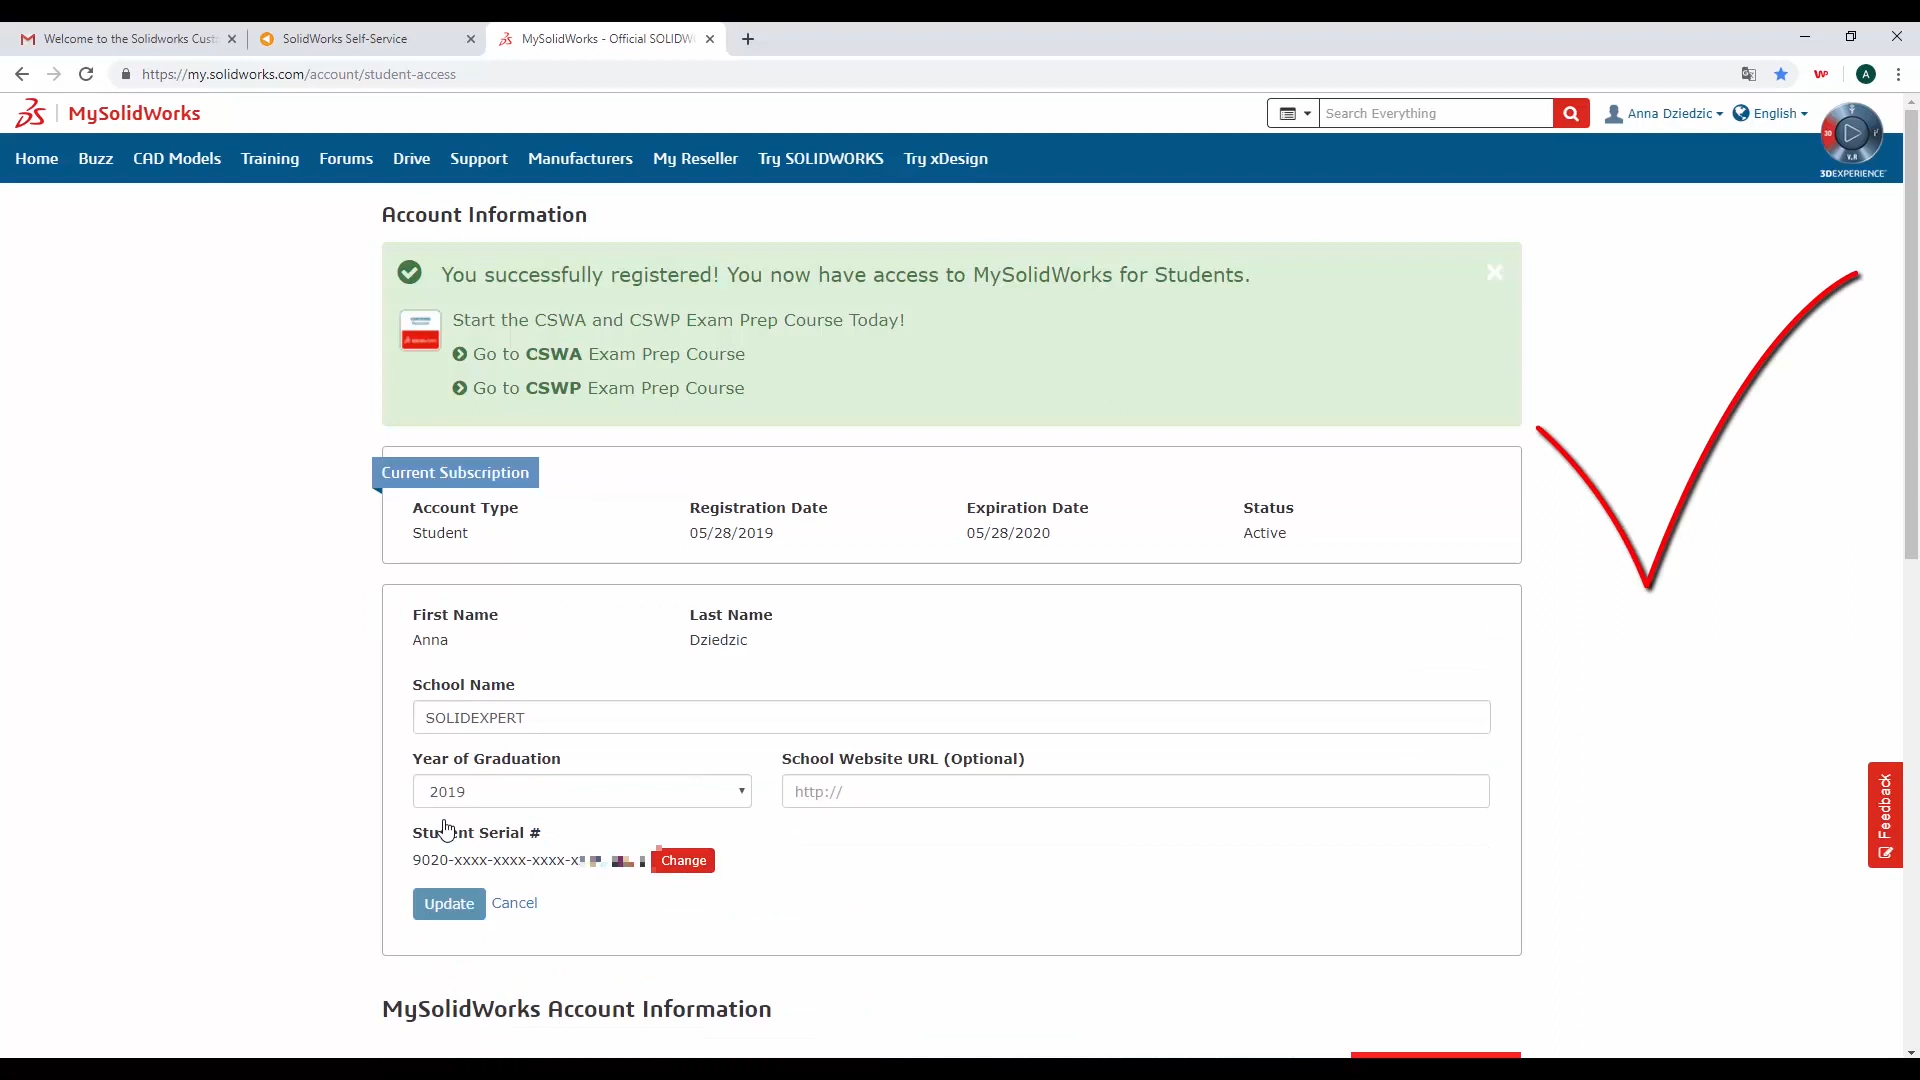 Welcome to the Solidworks Cust
SolidWorks Self-Service
MySolidWorks - Official SOLIDW
https://my.solidworks.com/account/student-access
A
MySolidWorks
Search Everything
Anna Dziedzic
English
Home Buzz CAD Models Training Forums Drive Support Manufacturers My Reseller Try SOLIDWORKS Try xDesign
3D
V.R
3DEXPERIENCE
Account Information
You successfully registered! You now have access to MySolidWorks for Students.
Start the CSWA and CSWP Exam Prep Course Today!
Go to CSWA Exam Prep Course
Go to CSWP Exam Prep Course
Current Subscription
Account Type Registration Date Expiration Date Status
Student 05/28/2019 05/28/2020 Active
First Name Last Name
Anna Dziedzic
School Name
SOLIDEXPERT
Year of Graduation School Website URL (Optional)
2019 http://
Student Serial #
9020-xxxx-xxxx-xxxx-x Change
Update Cancel
Feedback
MySolidWorks Account Information